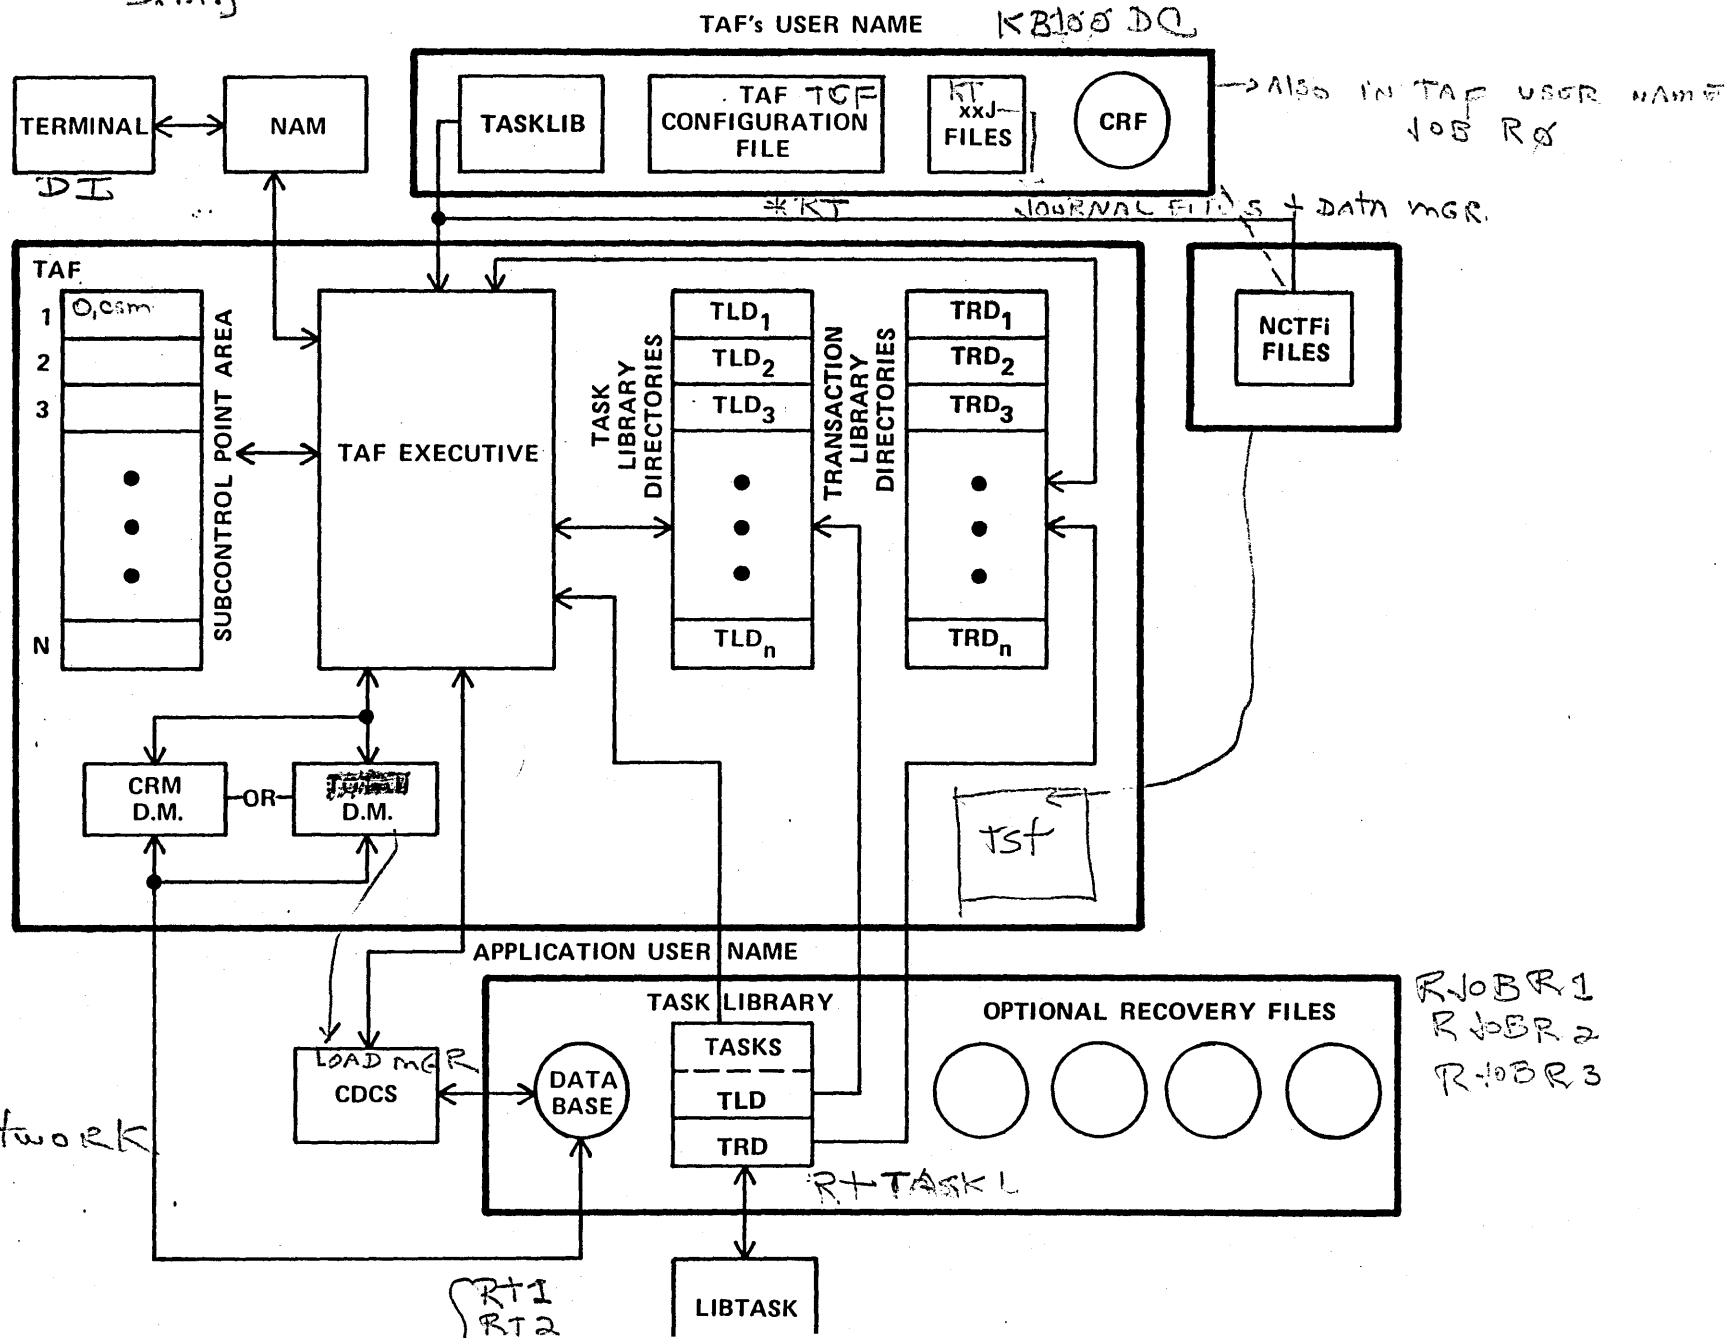 TAF's USER NAME KB100 DC
TERMINAL
DI
NAM
TASKLIB
TAF TCF
CONFIGURATION
FILE
KT
xxJ
FILES
CRF
ALSO IN TAF USER NAME
JOB RØ
*KT JOURNAL FILES + DATA MGR.
TAF
1
2
3
N
SUBCONTROL POINT AREA
TAF EXECUTIVE
TASK
LIBRARY
DIRECTORIES
TLD1
TLD2
TLD3
TLDn
TRANSACTION
LIBRARY
DIRECTORIES
TRD1
TRD2
TRD3
TRDn
NCTFi
FILES
CRM
D.M.
OR
D.M.
APPLICATION USER NAME
TASK LIBRARY
TASKS
TLD
TRD
OPTIONAL RECOVERY FILES
RJOBR1
RJOBR2
RJOBR3
LOAD MGR
CDCS
DATA
BASE
twork
RTTASKL
RT1
RT2
LIBTASK